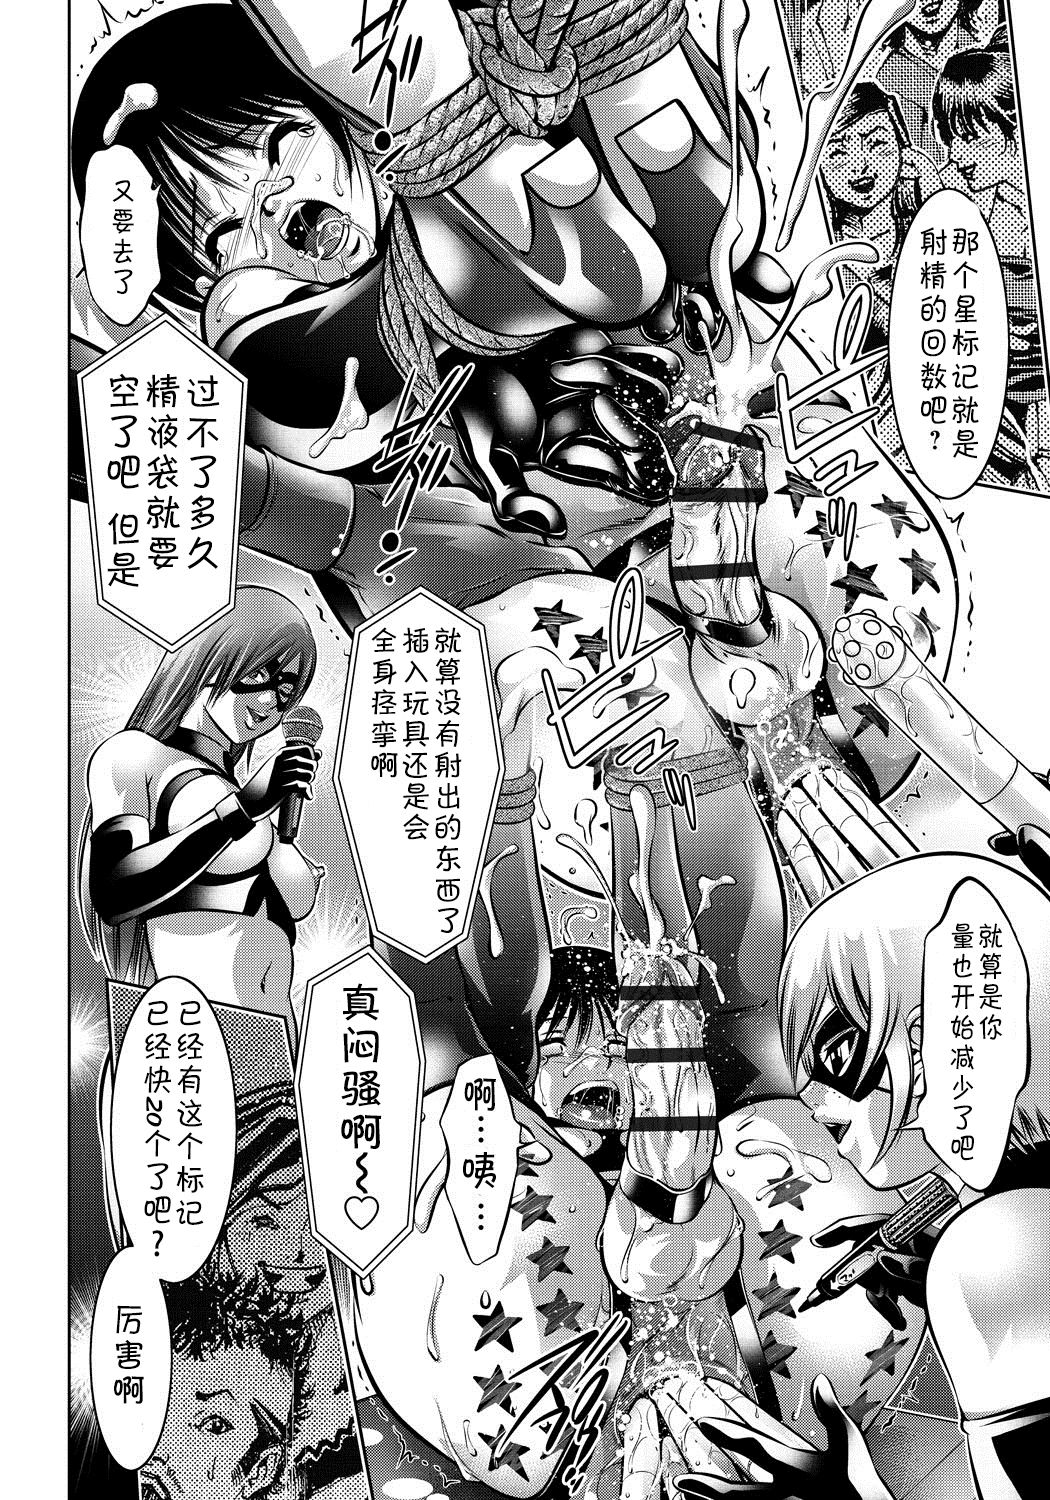 那个星标记就是
射精的回数吧？
又要去了
过不了多久
精液袋就要
空了吧 但是
就算没有射出的东西了
插入玩具还是会
全身痉挛啊
就算是你
量也开始减少了吧
真闷骚啊～♡
啊…咦…
已经有这个标记
已经快20个了吧？
厉害啊